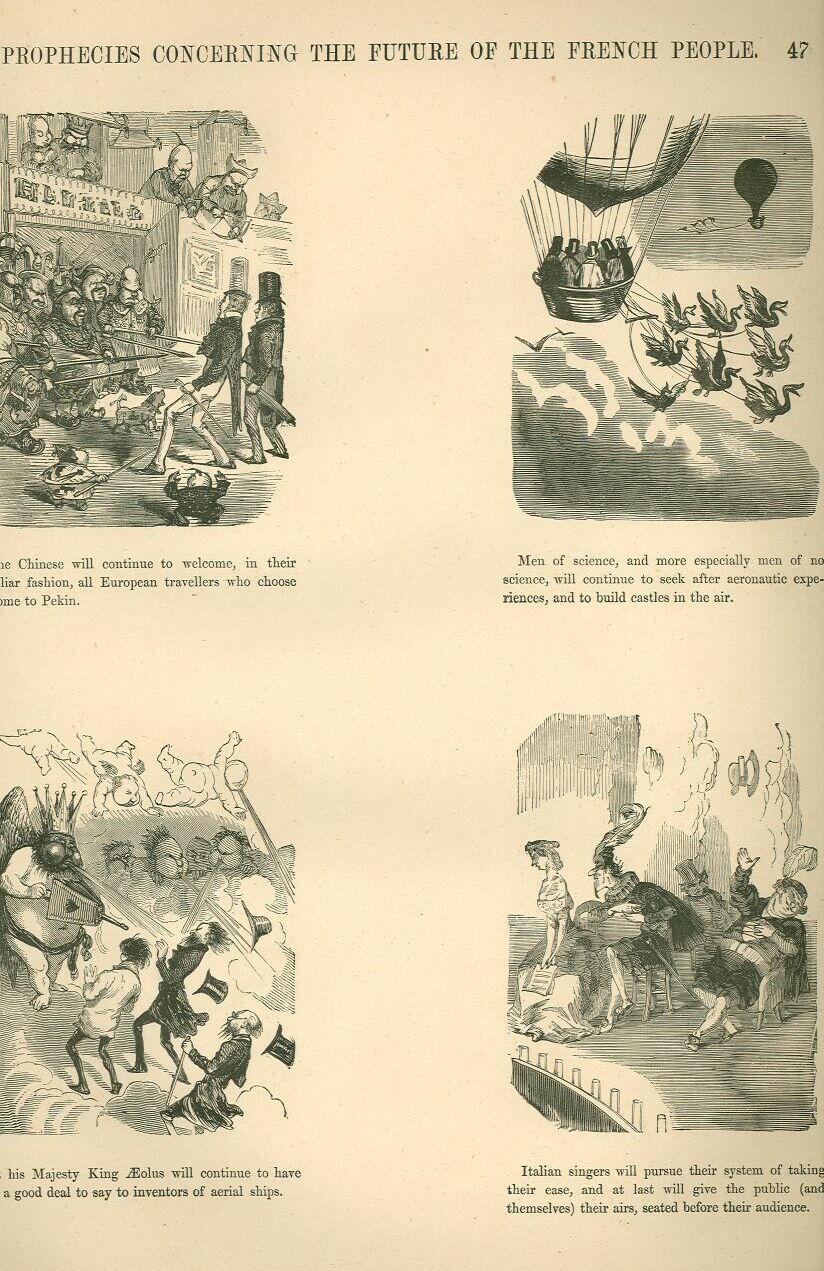 PROPHECIES CONCERNING THE FUTURE OF THE FRENCH PEOPLE. 47
Chinese will continue to welcome, in their
fashion, all European travellers who choose
to Pekin.
Men of science, and more especially men of no
science, will continue to seek after aeronautic expe-
riences, and to build castles in the air.
his Majesty King Æolus will continue to have
a good deal to say to inventors of aerial ships.
Italian singers will pursue their system of taking
their ease, and at last will give the public (and
themselves) their airs, seated before their audience.